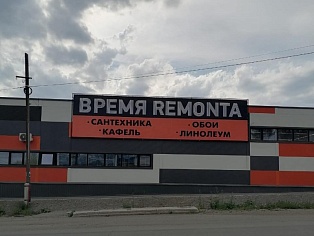 ВРЕМЯ REMONTA
· САНТЕХНИКА · ОБОИ
· КАФЕЛЬ · ЛИНОЛЕУМ